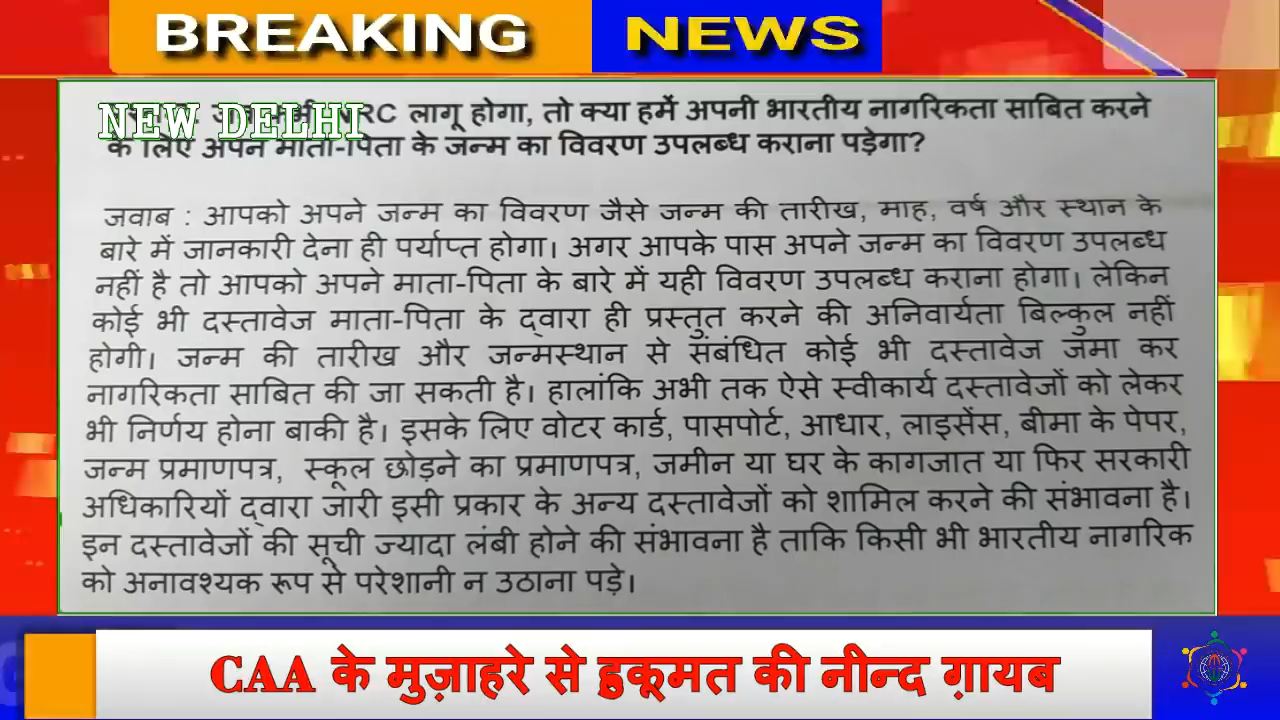 BREAKING NEWS
NEW DELHI
RC लागू होगा, तो क्या हमें अपनी भारतीय नागरिकता साबित करने
के लिए अपने माता-पिता के जन्म का विवरण उपलब्ध कराना पड़ेगा?
जवाब : आपको अपने जन्म का विवरण जैसे जन्म की तारीख, माह, वर्ष और स्थान के
बारे में जानकारी देना ही पर्याप्त होगा। अगर आपके पास अपने जन्म का विवरण उपलब्ध
नहीं है तो आपको अपने माता-पिता के बारे में यही विवरण उपलब्ध कराना होगा। लेकिन
कोई भी दस्तावेज माता-पिता के द्वारा ही प्रस्तुत करने की अनिवार्यता बिल्कुल नहीं
होगी। जन्म की तारीख और जन्मस्थान से संबंधित कोई भी दस्तावेज जमा कर
नागरिकता साबित की जा सकती है। हालांकि अभी तक ऐसे स्वीकार्य दस्तावेजों को लेकर
भी निर्णय होना बाकी है। इसके लिए वोटर कार्ड, पासपोर्ट, आधार, लाइसेंस, बीमा के पेपर,
जन्म प्रमाणपत्र, स्कूल छोड़ने का प्रमाणपत्र, जमीन या घर के कागजात या फिर सरकारी
अधिकारियों द्वारा जारी इसी प्रकार के अन्य दस्तावेजों को शामिल करने की संभावना है।
इन दस्तावेजों की सूची ज्यादा लंबी होने की संभावना है ताकि किसी भी भारतीय नागरिक
को अनावश्यक रूप से परेशानी न उठाना पड़े।
CAA के मुज़ाहरे से हुकूमत की नीन्द ग़ायब